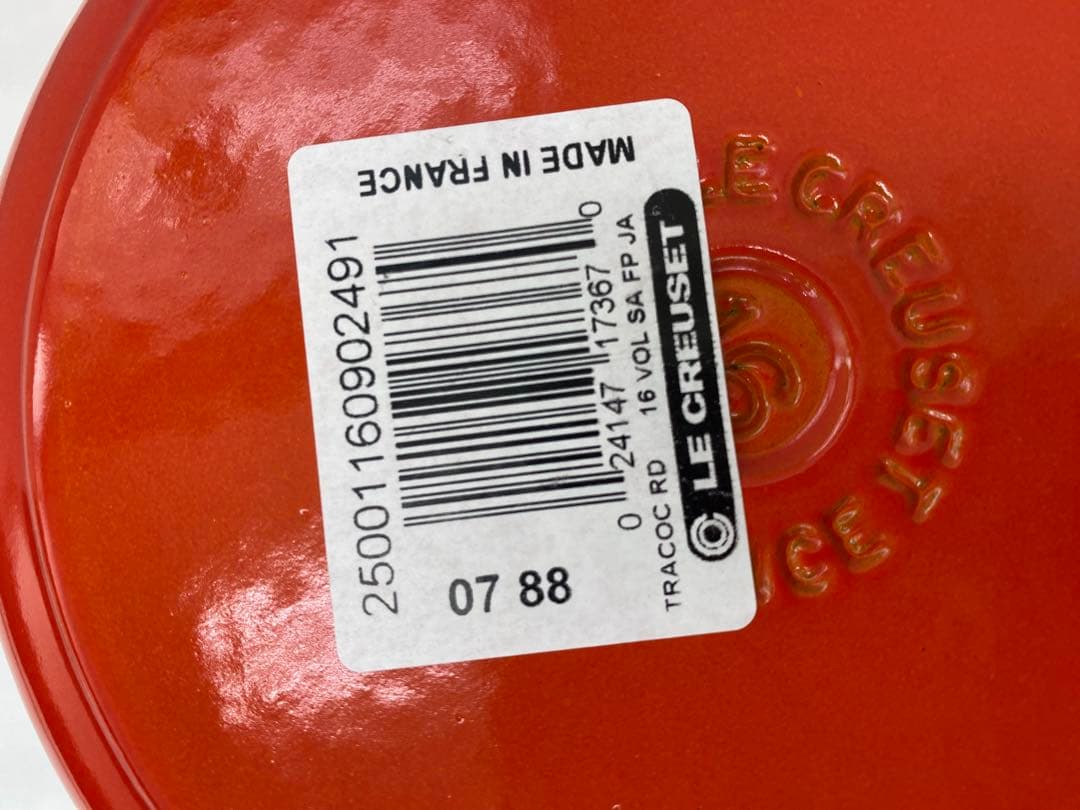 MADE IN FRANCE
25001160902491
0 24147 17367 0
TRACOC RD 16 VOL SA FP JA
LE CREUSET
07 88
LE CREUSET